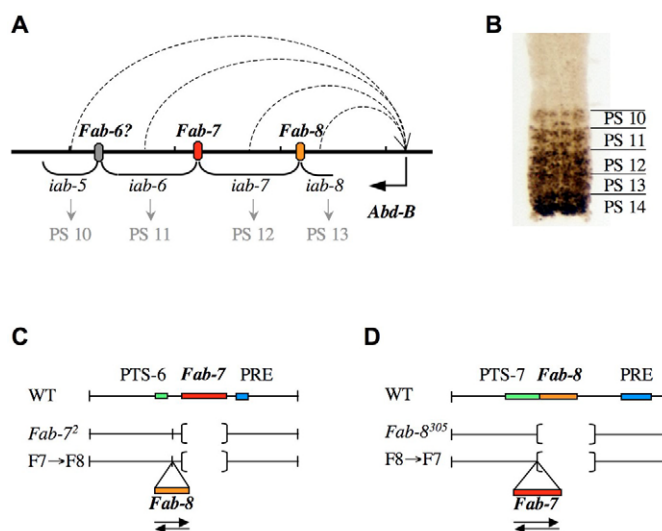 A
Fab-6?
Fab-7
Fab-8
iab-5
iab-6
iab-7
iab-8
Abd-B
PS 10
PS 11
PS 12
PS 13
B
PS 10
PS 11
PS 12
PS 13
PS 14
C
PTS-6
Fab-7
PRE
WT
Fab-7²
F7→F8
Fab-8
D
PTS-7
Fab-8
PRE
WT
Fab-8³⁰⁵
F8→F7
Fab-7